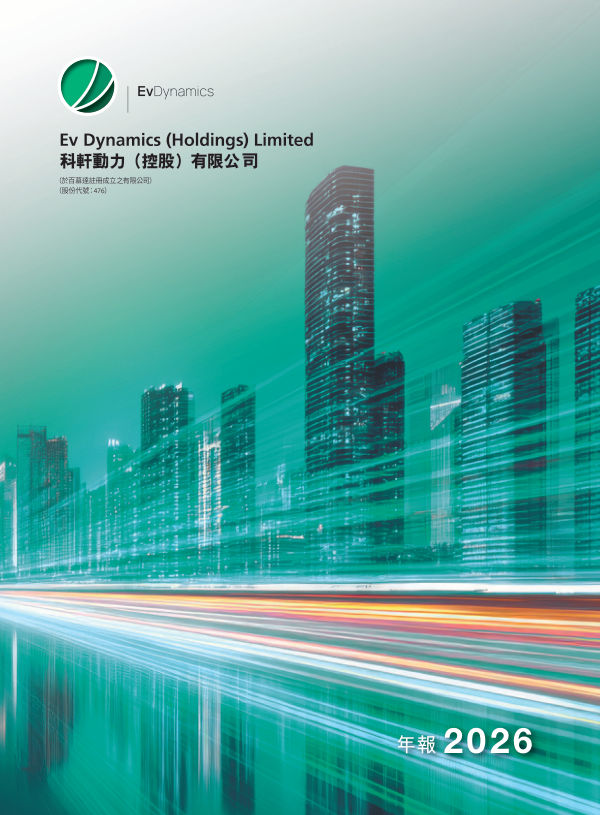 EvDynamics
Ev Dynamics (Holdings) Limited
科軒動力（控股）有限公司
(於百慕達註冊成立之有限公司)
(股份代號：476)
年報 2026